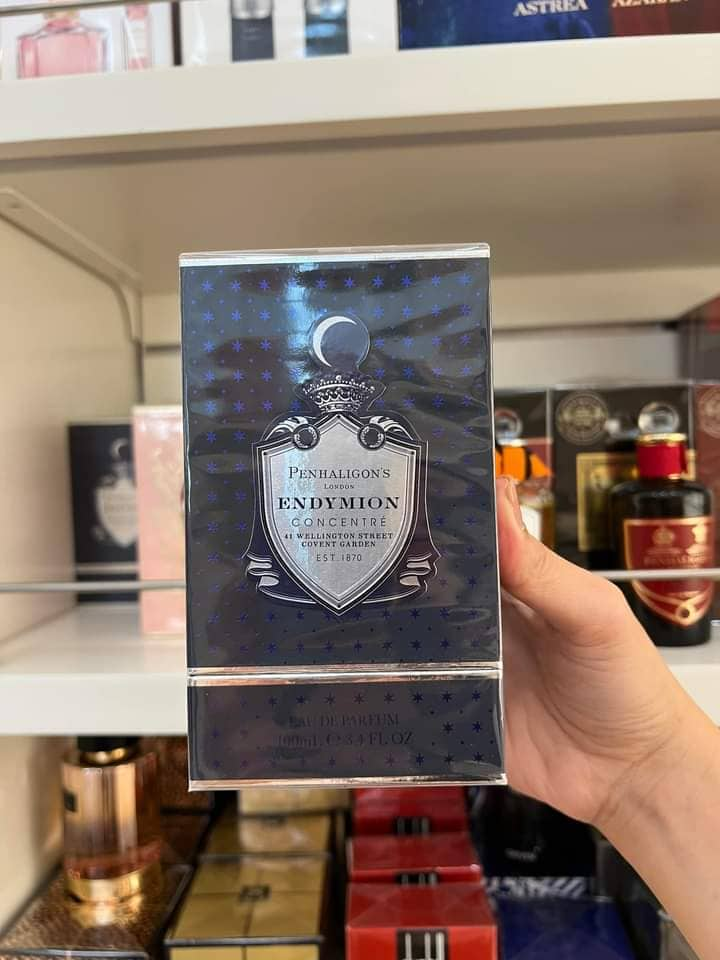 ASTREA
PENHALIGON'S
LONDON
ENDYMION
CONCENTRÉ
41 WELLINGTON STREET
COVENT GARDEN
EST. 1870
EAU DE PARFUM
100ML ℮ 3.4 FL OZ